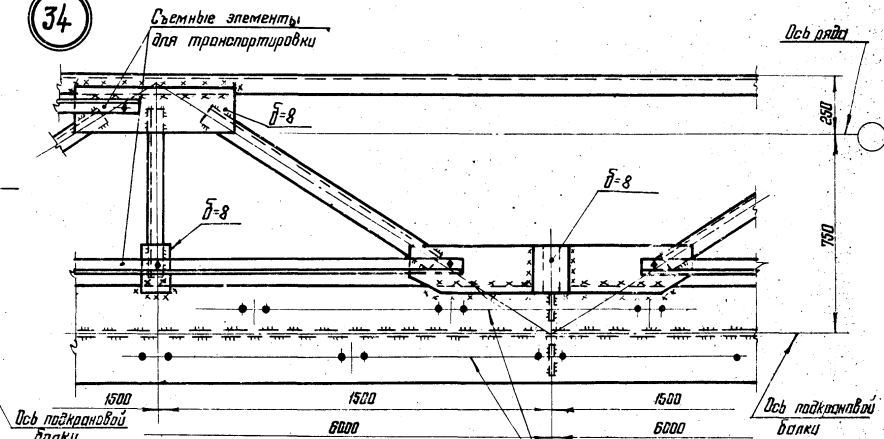 34
Съемные элементы
для транспортировки
Ось ряда
δ=8
250
δ=8
δ=8
750
1500
1500
1500
Ось подкрановой
балки
6000
6000
Ось подкрановой
балки